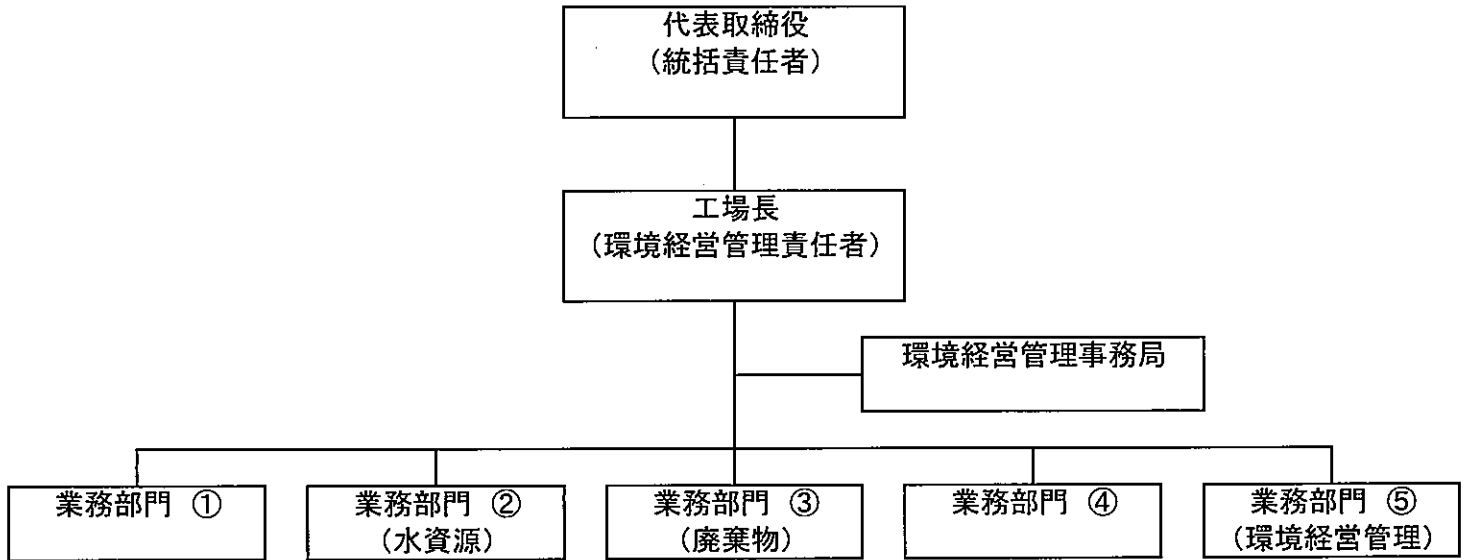 代表取締役
（統括責任者）
工場長
（環境経営管理責任者）
環境経営管理事務局
業務部門 ①
業務部門 ②
（水資源）
業務部門 ③
（廃棄物）
業務部門 ④
業務部門 ⑤
（環境経営管理）